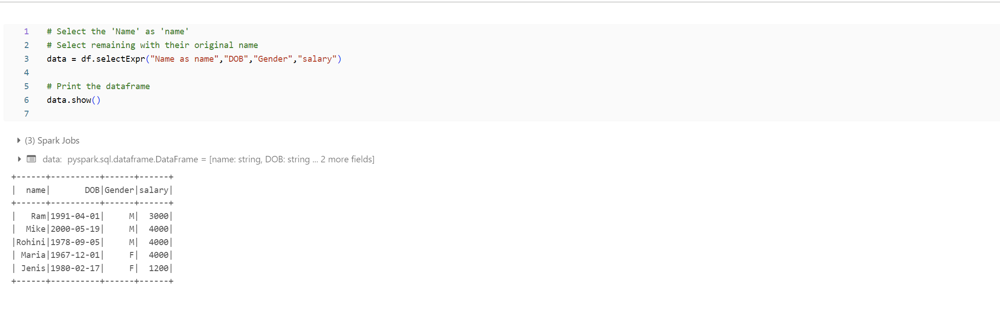 1 # Select the 'Name' as 'name'
2 # Select remaining with their original name
3 data = df.selectExpr("Name as name","DOB","Gender","salary")
4
5 # Print the dataframe
6 data.show()
7
(3) Spark Jobs
data: pyspark.sql.dataframe.DataFrame = [name: string, DOB: string ... 2 more fields]
+------+----------+------+------+
|  name|       DOB|Gender|salary|
+------+----------+------+------+
|   Ram|1991-04-01|     M|  3000|
|  Mike|2000-05-19|     M|  4000|
|Rohini|1978-09-05|     M|  4000|
| Maria|1967-12-01|     F|  4000|
| Jenis|1980-02-17|     F|  1200|
+------+----------+------+------+